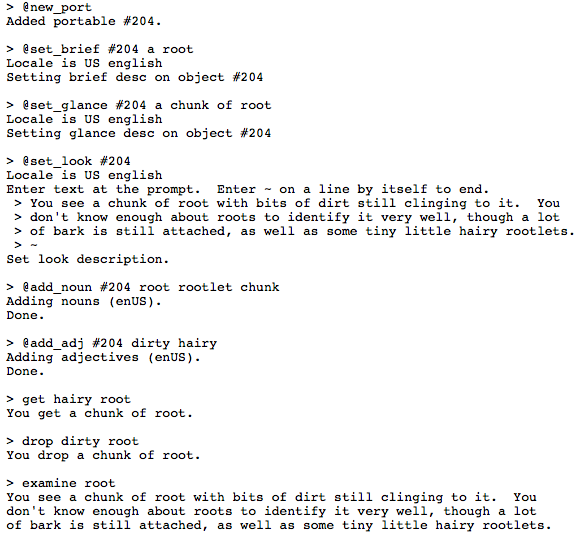 > @new_port
Added portable #204.
> @set_brief #204 a root
Locale is US english
Setting brief desc on object #204
> @set_glance #204 a chunk of root
Locale is US english
Setting glance desc on object #204
> @set_look #204
Locale is US english
Enter text at the prompt.  Enter ~ on a line by itself to end.
> You see a chunk of root with bits of dirt still clinging to it.  You
> don't know enough about roots to identify it very well, though a lot
> of bark is still attached, as well as some tiny little hairy rootlets.
> ~
Set look description.
> @add_noun #204 root rootlet chunk
Adding nouns (enUS).
Done.
> @add_adj #204 dirty hairy
Adding adjectives (enUS).
Done.
> get hairy root
You get a chunk of root.
> drop dirty root
You drop a chunk of root.
> examine root
You see a chunk of root with bits of dirt still clinging to it.  You
don't know enough about roots to identify it very well, though a lot
of bark is still attached, as well as some tiny little hairy rootlets.